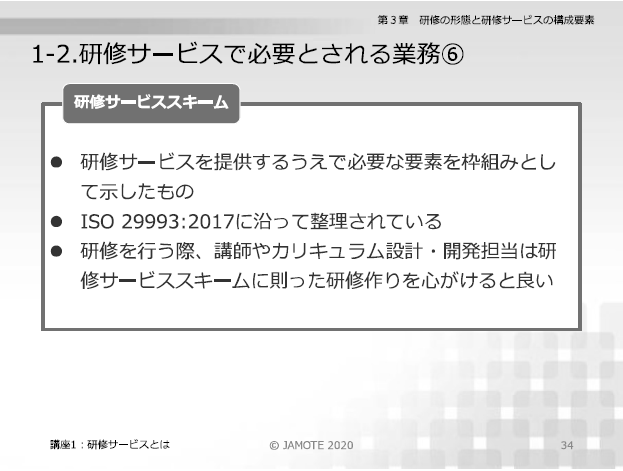 第３章　研修の形態と研修サービスの構成要素
1-2.研修サービスで必要とされる業務⑥
研修サービススキーム
● 研修サービスを提供するうえで必要な要素を枠組みとし
て示したもの
● ISO 29993:2017に沿って整理されている
● 研修を行う際、講師やカリキュラム設計・開発担当は研
修サービススキームに則った研修作りを心がけると良い
講座1：研修サービスとは
© JAMOTE 2020
34